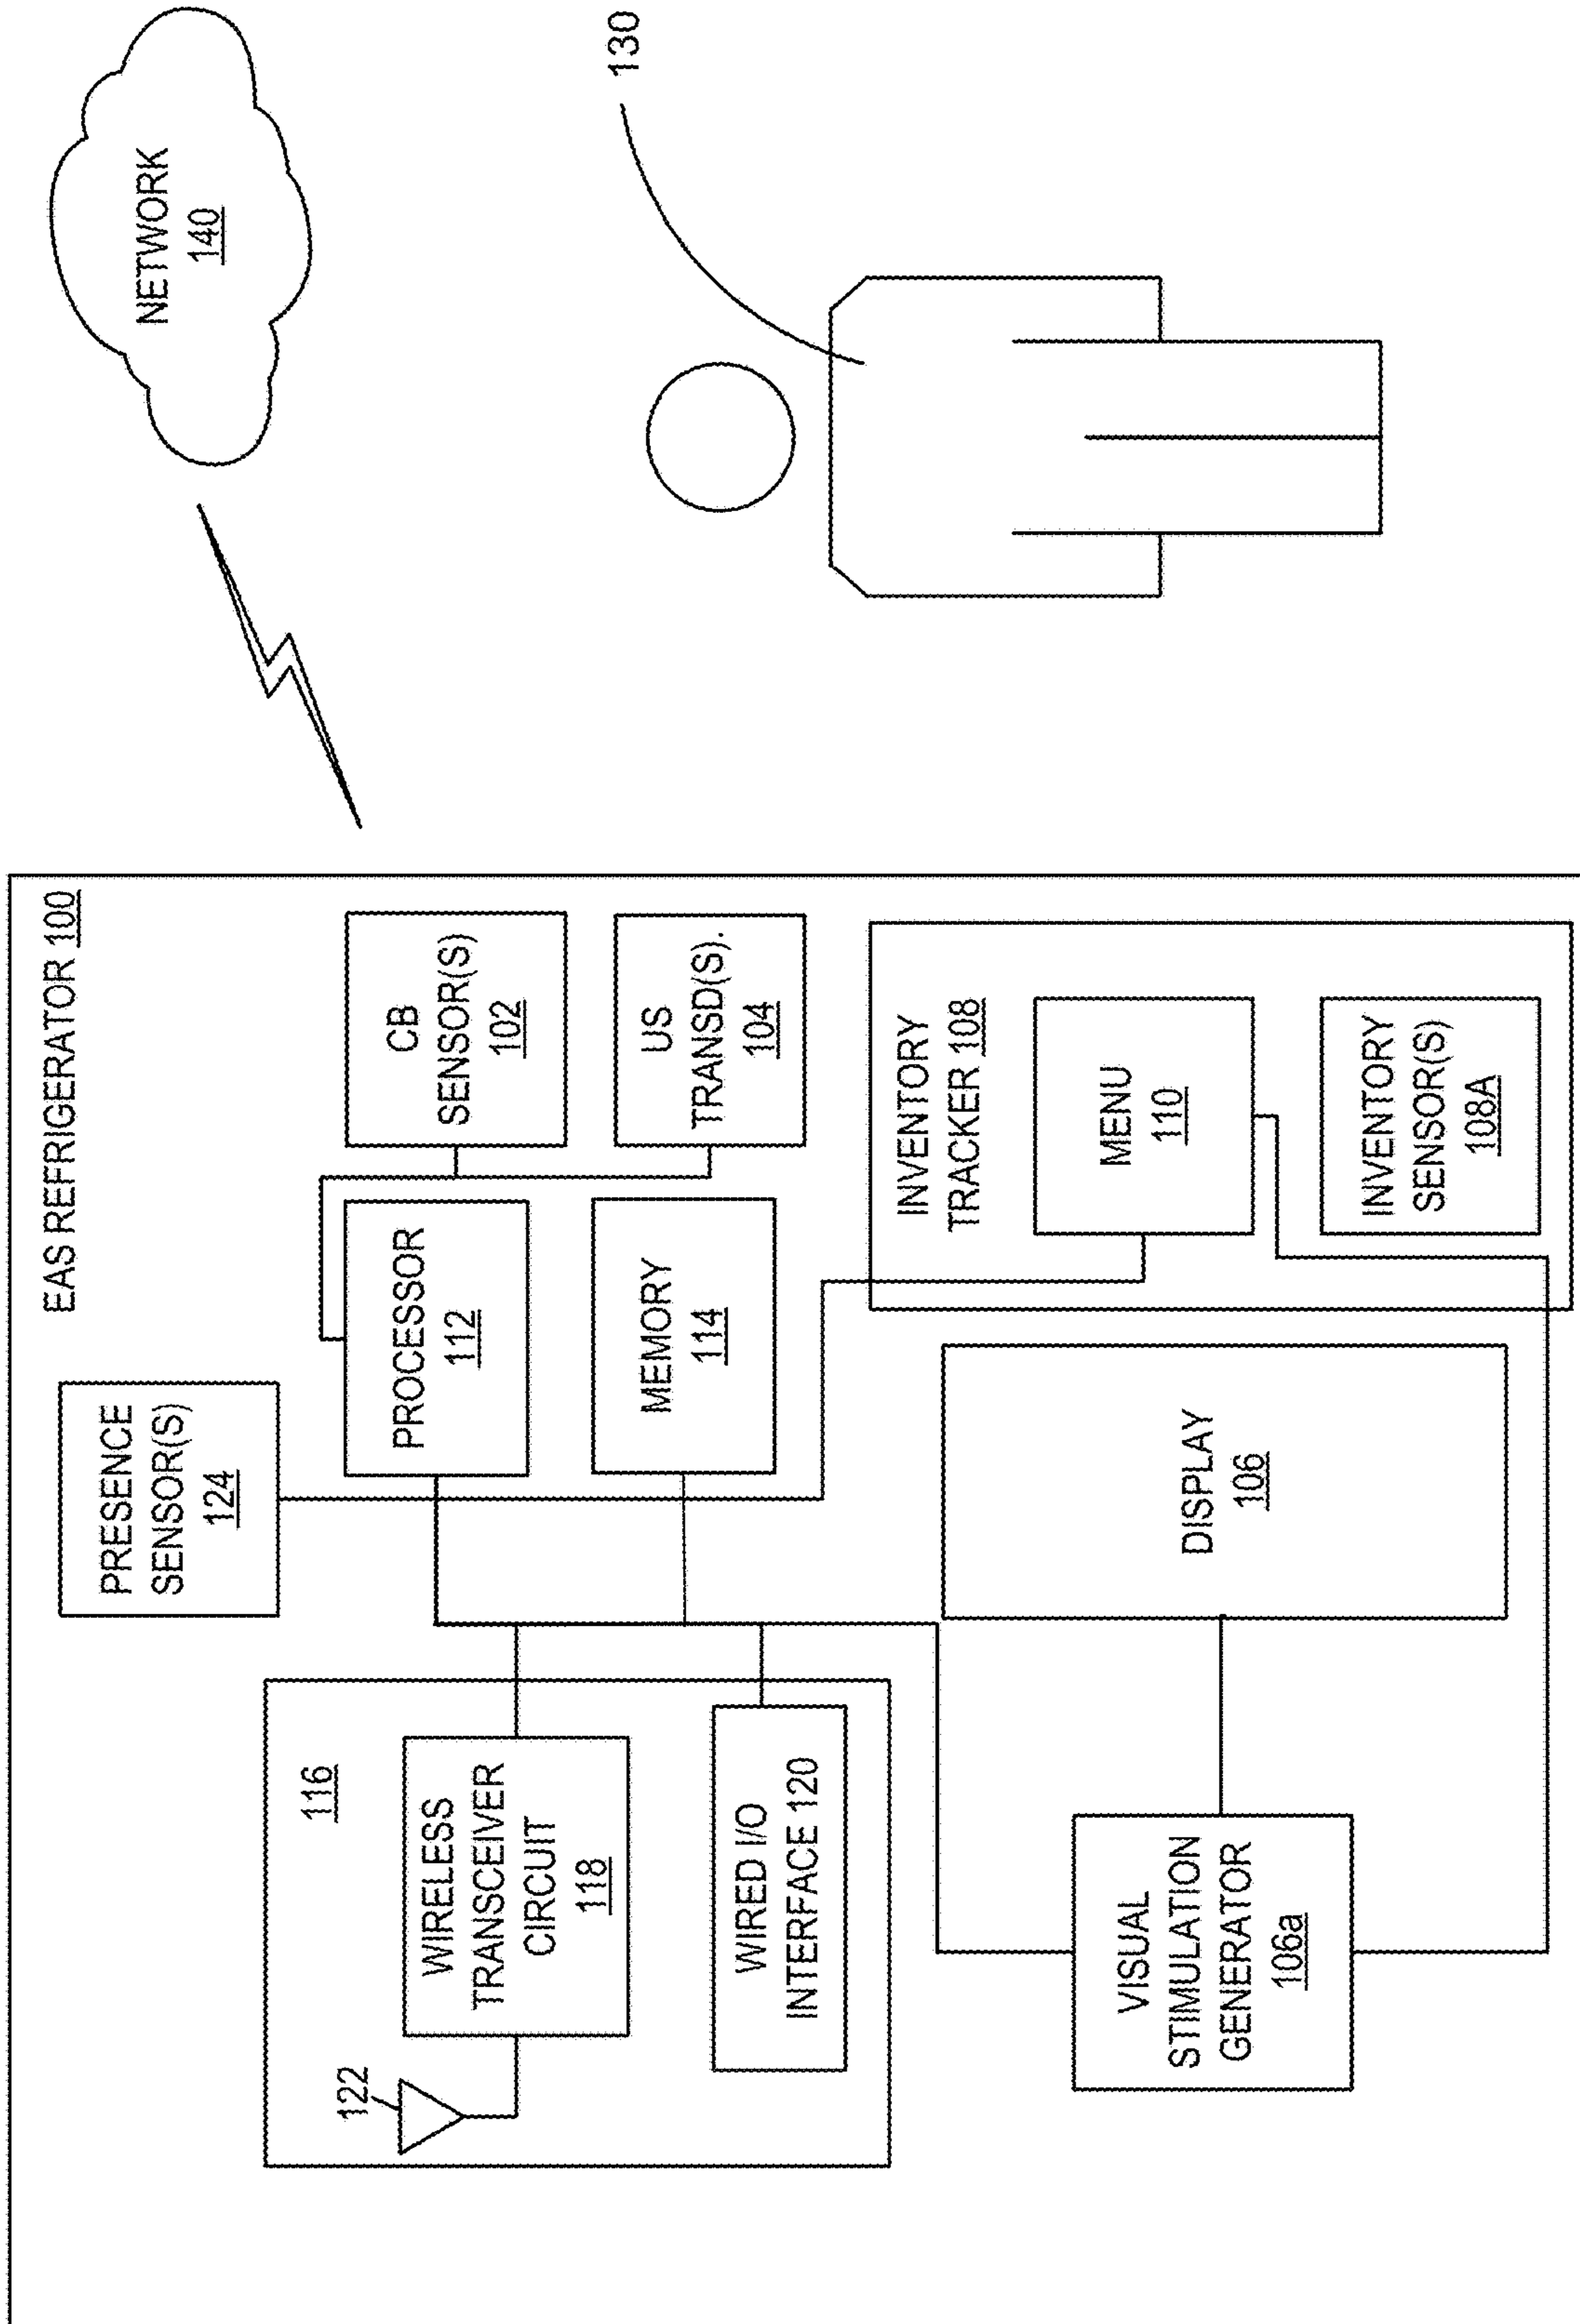 EAS REFRIGERATOR 100
PRESENCE
SENSOR(S)
124
116
122
WIRELESS
TRANSCEIVER
CIRCUIT
118
WIRED I/O
INTERFACE 120
PROCESSOR
112
MEMORY
114
CB
SENSOR(S)
102
US
TRANSD(S).
104
VISUAL
STIMULATION
GENERATOR
106a
DISPLAY
106
INVENTORY
TRACKER 108
MENU
110
INVENTORY
SENSOR(S)
108A
NETWORK
140
130